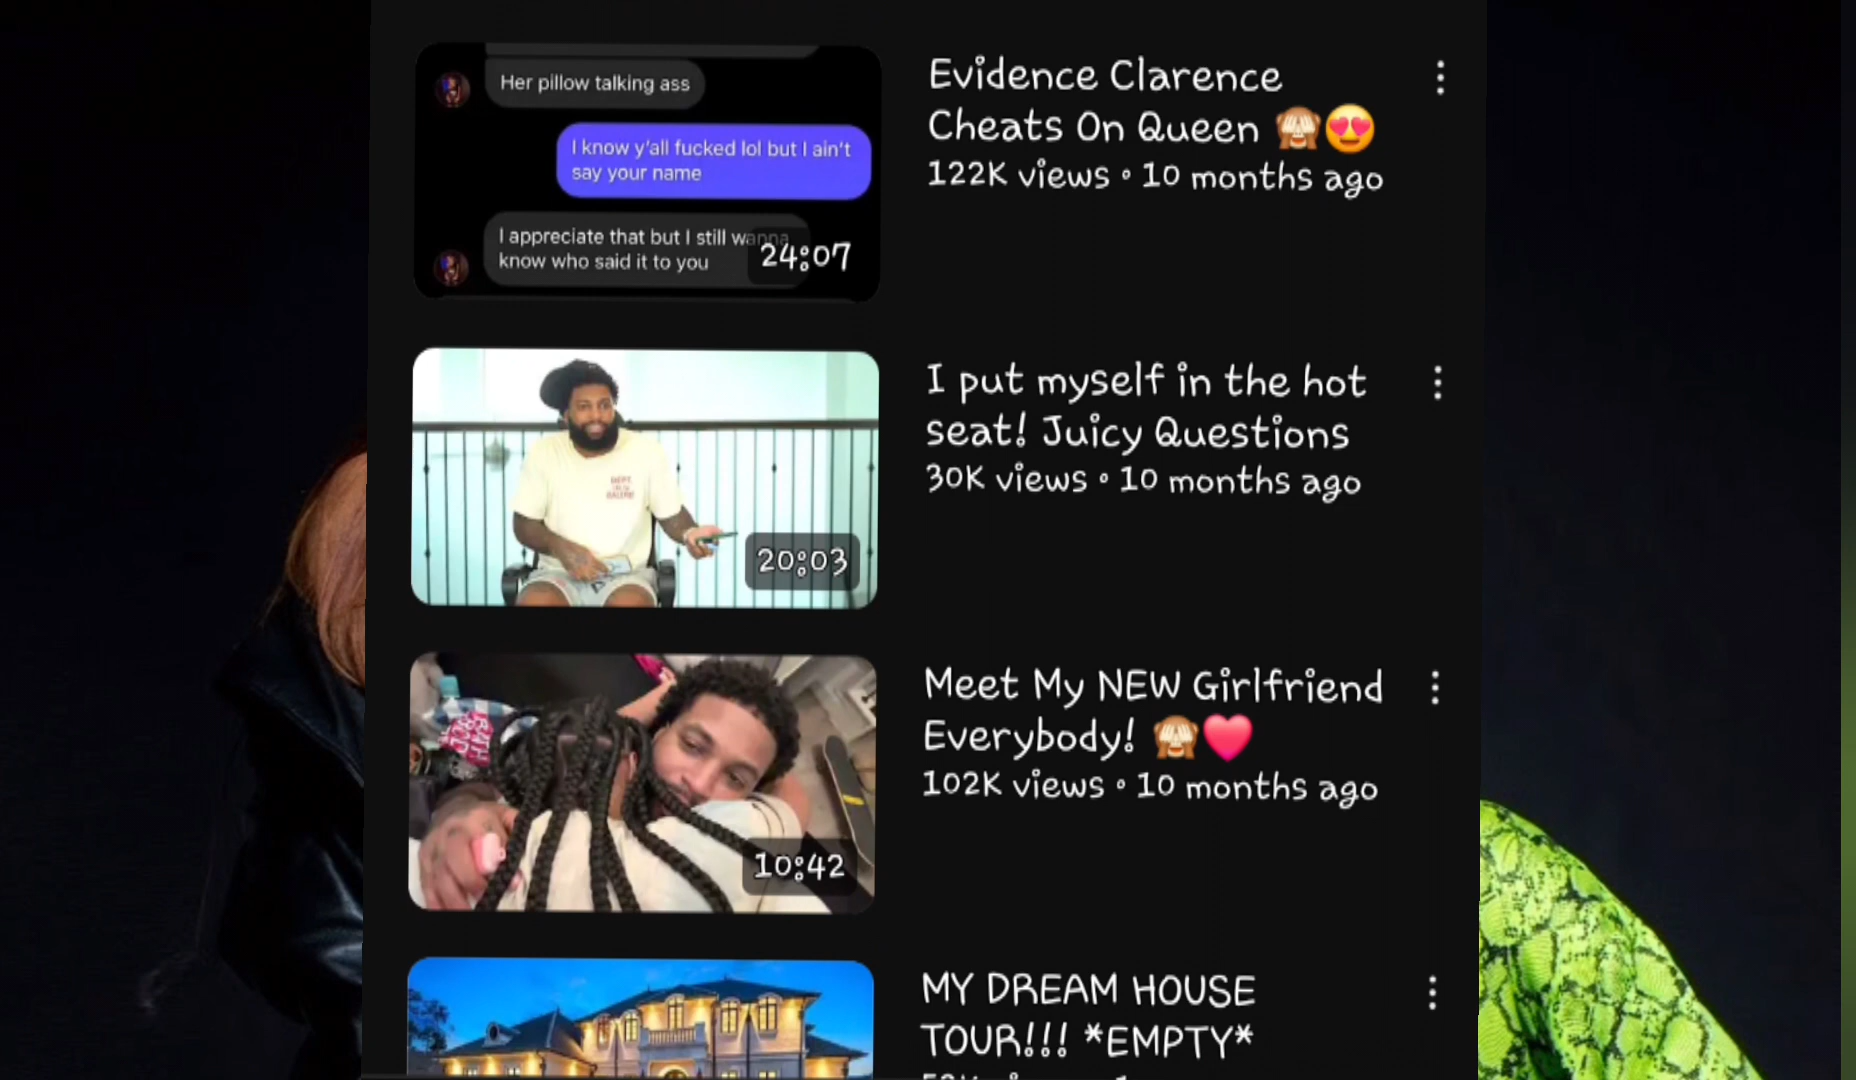 Her pillow talking ass
I know y'all fucked lol but I ain't
say your name
I appreciate that but I still wanna
know who said it to you
24:07
Evidence Clarence
Cheats On Queen 🙈😍
122K views • 10 months ago
20:03
I put myself in the hot
seat! Juicy Questions
30K views • 10 months ago
10:42
Meet My NEW Girlfriend
Everybody! 🙈❤️
102K views • 10 months ago
MY DREAM HOUSE
TOUR!!! *EMPTY*